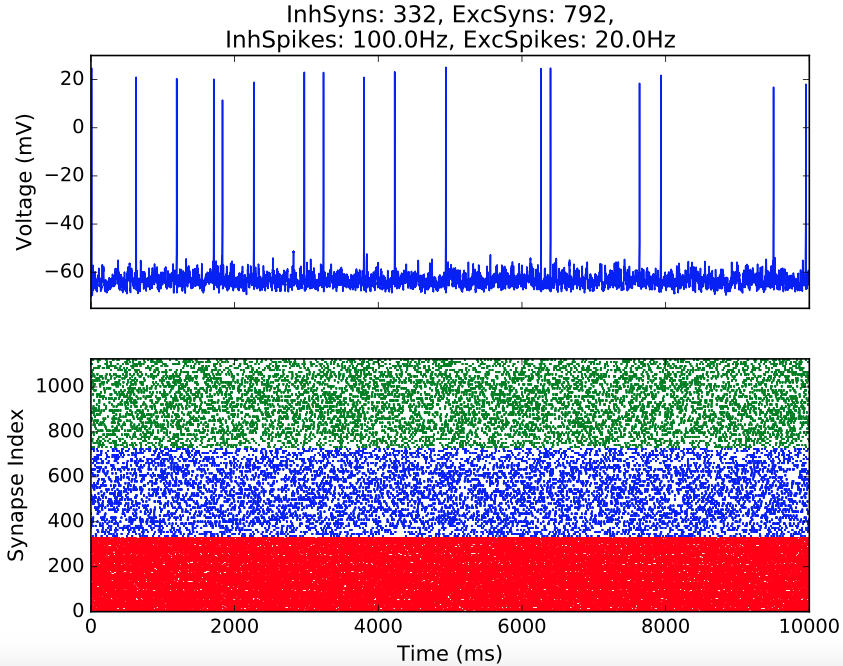 InhSyns: 332, ExcSyns: 792,
InhSpikes: 100.0Hz, ExcSpikes: 20.0Hz
Voltage (mV)
20
0
−20
−40
−60
Synapse Index
1000
800
600
400
200
0
0 2000 4000 6000 8000 10000
Time (ms)